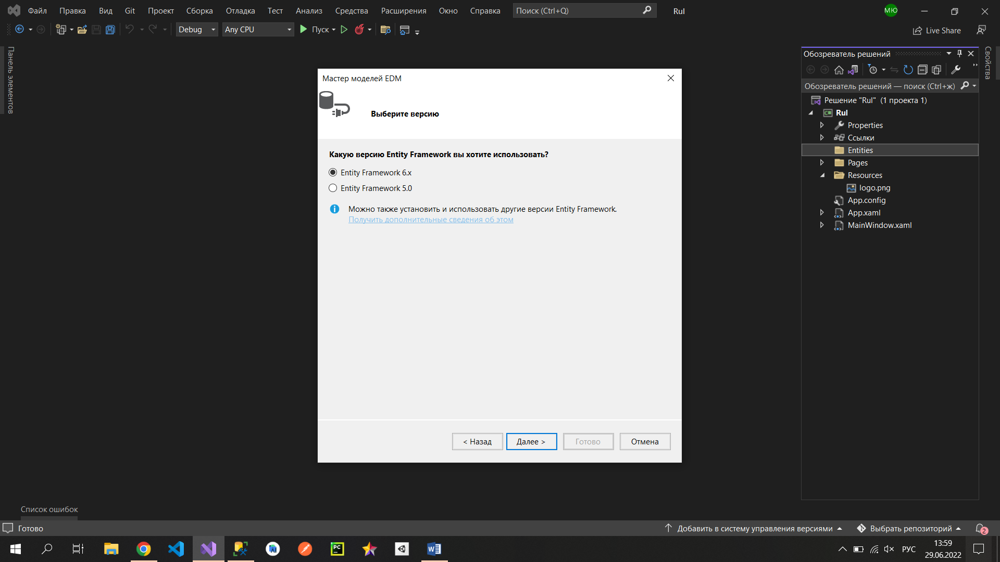 Файл Правка Вид Git Проект Сборка Отладка Тест Анализ Средства Расширения Окно Справка Поиск (Ctrl+Q) Rul МЮ
Debug Any CPU Пуск Live Share
Панель элементов
Мастер моделей EDM
Выберите версию
Какую версию Entity Framework вы хотите использовать?
Entity Framework 6.x
Entity Framework 5.0
Можно также установить и использовать другие версии Entity Framework.
Получить дополнительные сведения об этом
< Назад Далее > Готово Отмена
Обозреватель решений
Обозреватель решений — поиск (Ctrl+ж)
Решение "Rul" (1 проекта 1)
C# Rul
Properties
Ссылки
Entities
Pages
Resources
logo.png
App.config
App.xaml
MainWindow.xaml
Свойства
Список ошибок
Готово Добавить в систему управления версиями Выбрать репозиторий 2
PC W РУС 13:59
29.06.2022